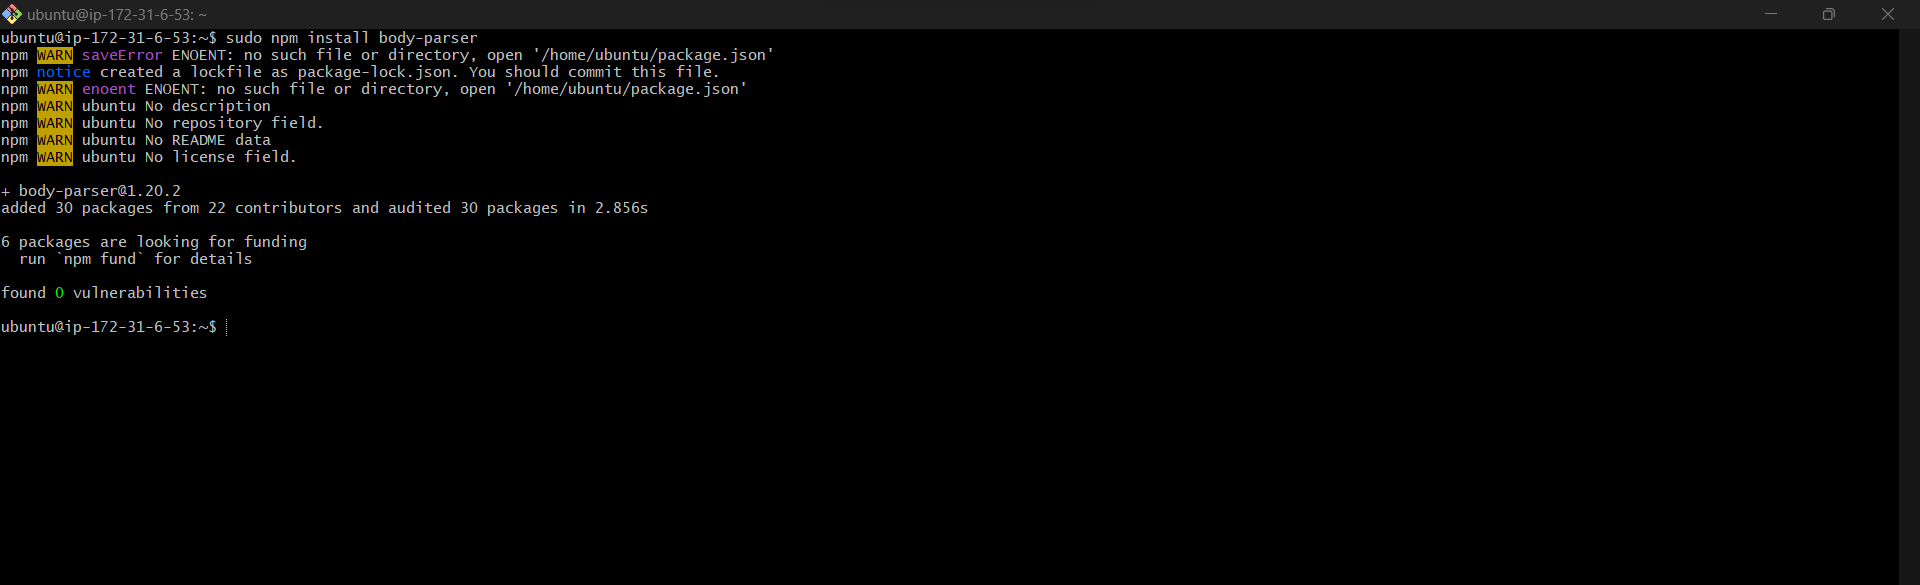 ubuntu@ip-172-31-6-53: ~
ubuntu@ip-172-31-6-53:~$ sudo npm install body-parser
npm WARN saveError ENOENT: no such file or directory, open '/home/ubuntu/package.json'
npm notice created a lockfile as package-lock.json. You should commit this file.
npm WARN enoent ENOENT: no such file or directory, open '/home/ubuntu/package.json'
npm WARN ubuntu No description
npm WARN ubuntu No repository field.
npm WARN ubuntu No README data
npm WARN ubuntu No license field.
+ body-parser@1.20.2
added 30 packages from 22 contributors and audited 30 packages in 2.856s
6 packages are looking for funding
  run `npm fund` for details
found 0 vulnerabilities
ubuntu@ip-172-31-6-53:~$